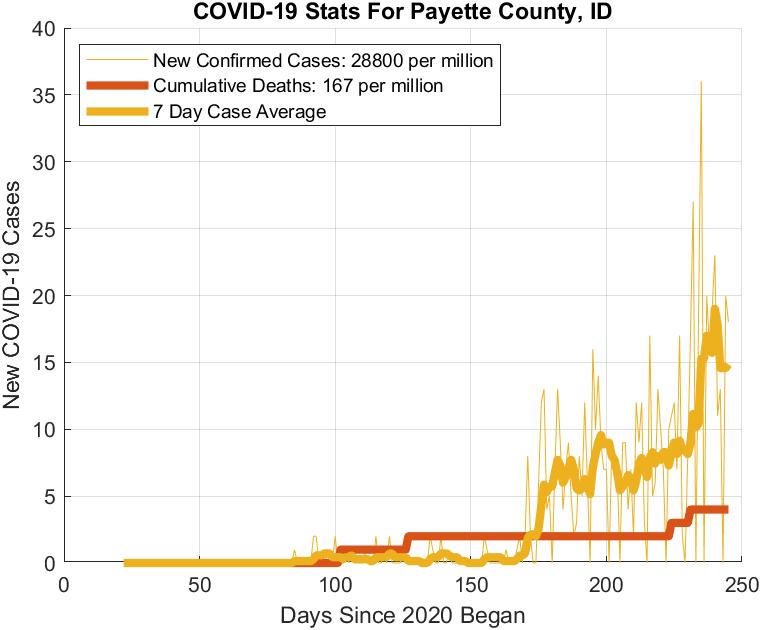 COVID-19 Stats For Payette County, ID
New Confirmed Cases: 28800 per million
Cumulative Deaths: 167 per million
7 Day Case Average
New COVID-19 Cases
40
35
30
25
20
15
10
5
0
0 50 100 150 200 250
Days Since 2020 Began